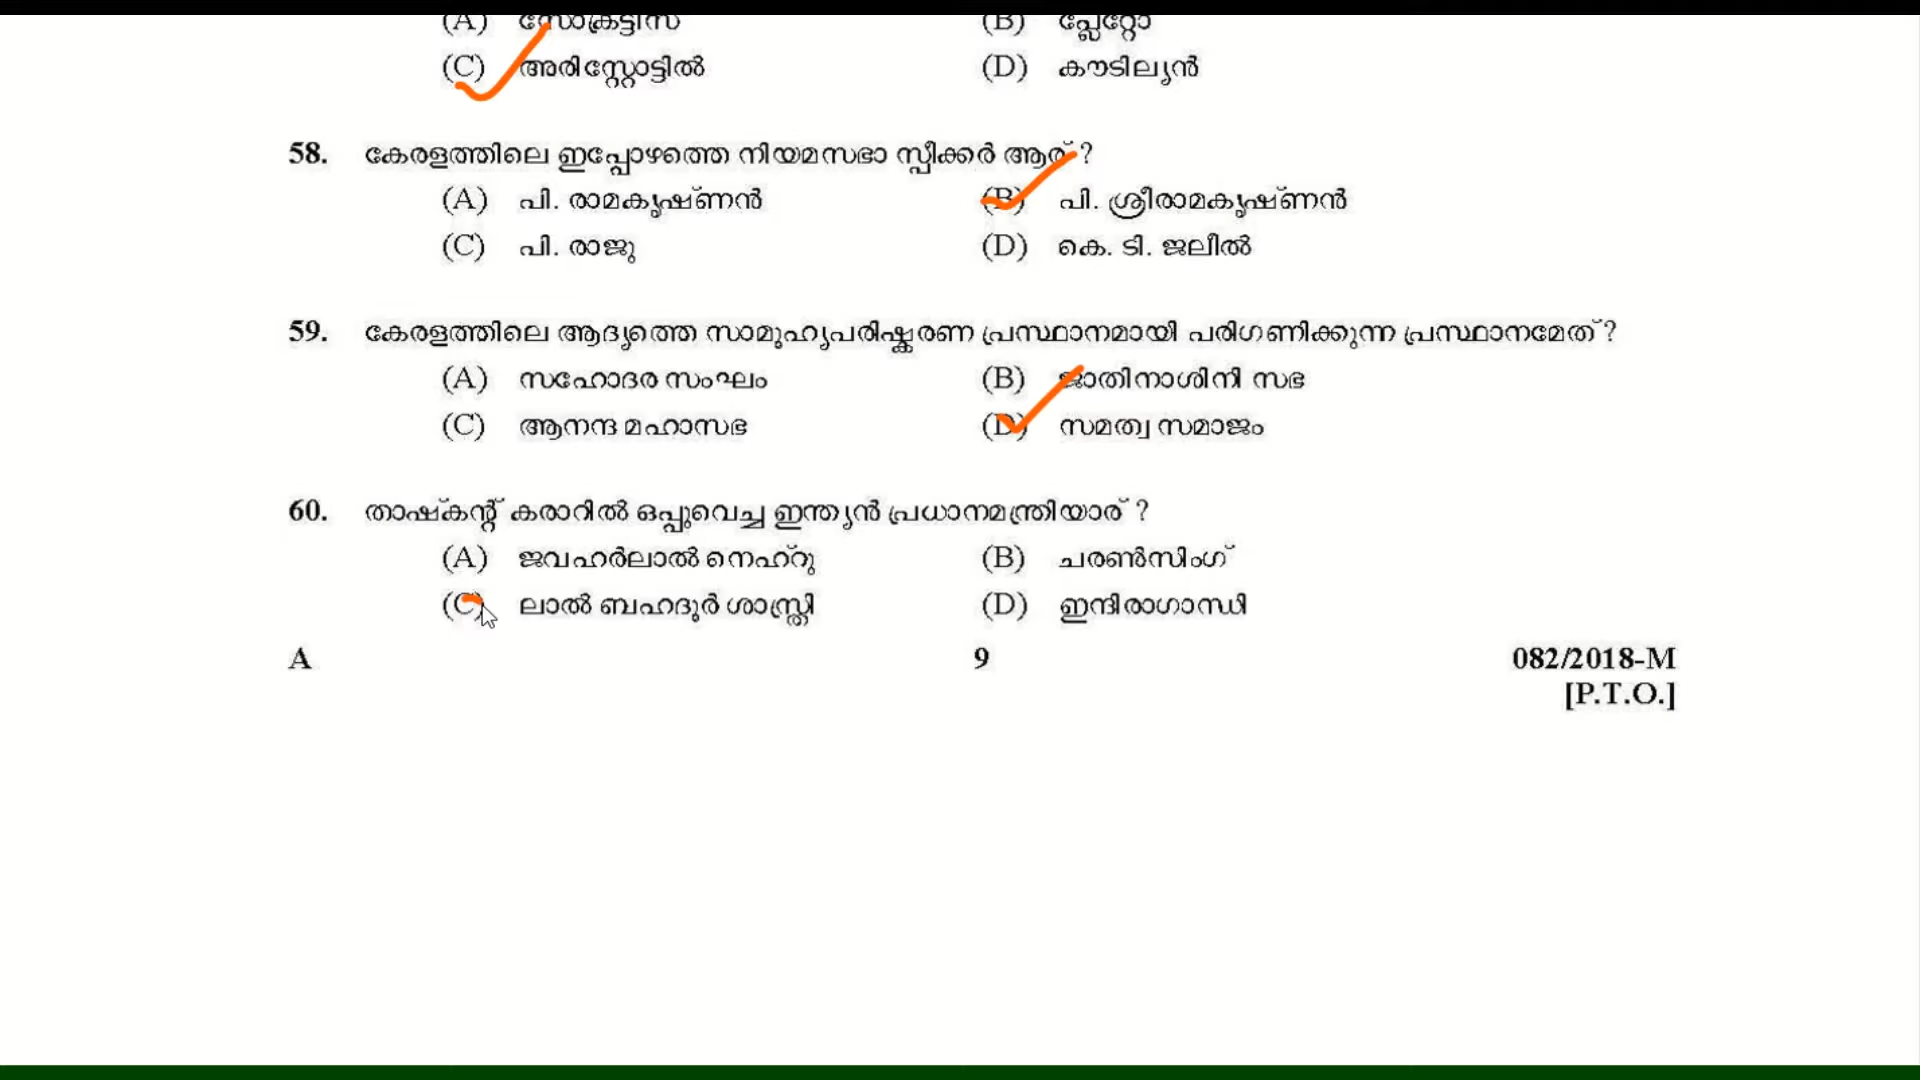 (A) സോക്രട്ടീസ് (B) പ്ലേറ്റോ
(C) അരിസ്റ്റോട്ടിൽ (D) കൗടില്യൻ
58. കേരളത്തിലെ ഇപ്പോഴത്തെ നിയമസഭാ സ്പീക്കർ ആര് ?
(A) പി. രാമകൃഷ്ണൻ (B) പി. ശ്രീരാമകൃഷ്ണൻ
(C) പി. രാജു (D) കെ. ടി. ജലീൽ
59. കേരളത്തിലെ ആദ്യത്തെ സാമൂഹ്യപരിഷ്കരണ പ്രസ്ഥാനമായി പരിഗണിക്കുന്ന പ്രസ്ഥാനമേത് ?
(A) സഹോദര സംഘം (B) ജാതിനാശിനി സഭ
(C) ആനന്ദ മഹാസഭ (D) സമത്വ സമാജം
60. താഷ്കന്റ് കരാറിൽ ഒപ്പുവെച്ച ഇന്ത്യൻ പ്രധാനമന്ത്രിയാര് ?
(A) ജവഹർലാൽ നെഹ്റു (B) ചരൺസിംഗ്
(C) ലാൽ ബഹദൂർ ശാസ്ത്രി (D) ഇന്ദിരാഗാന്ധി
A 9 082/2018-M
[P.T.O.]